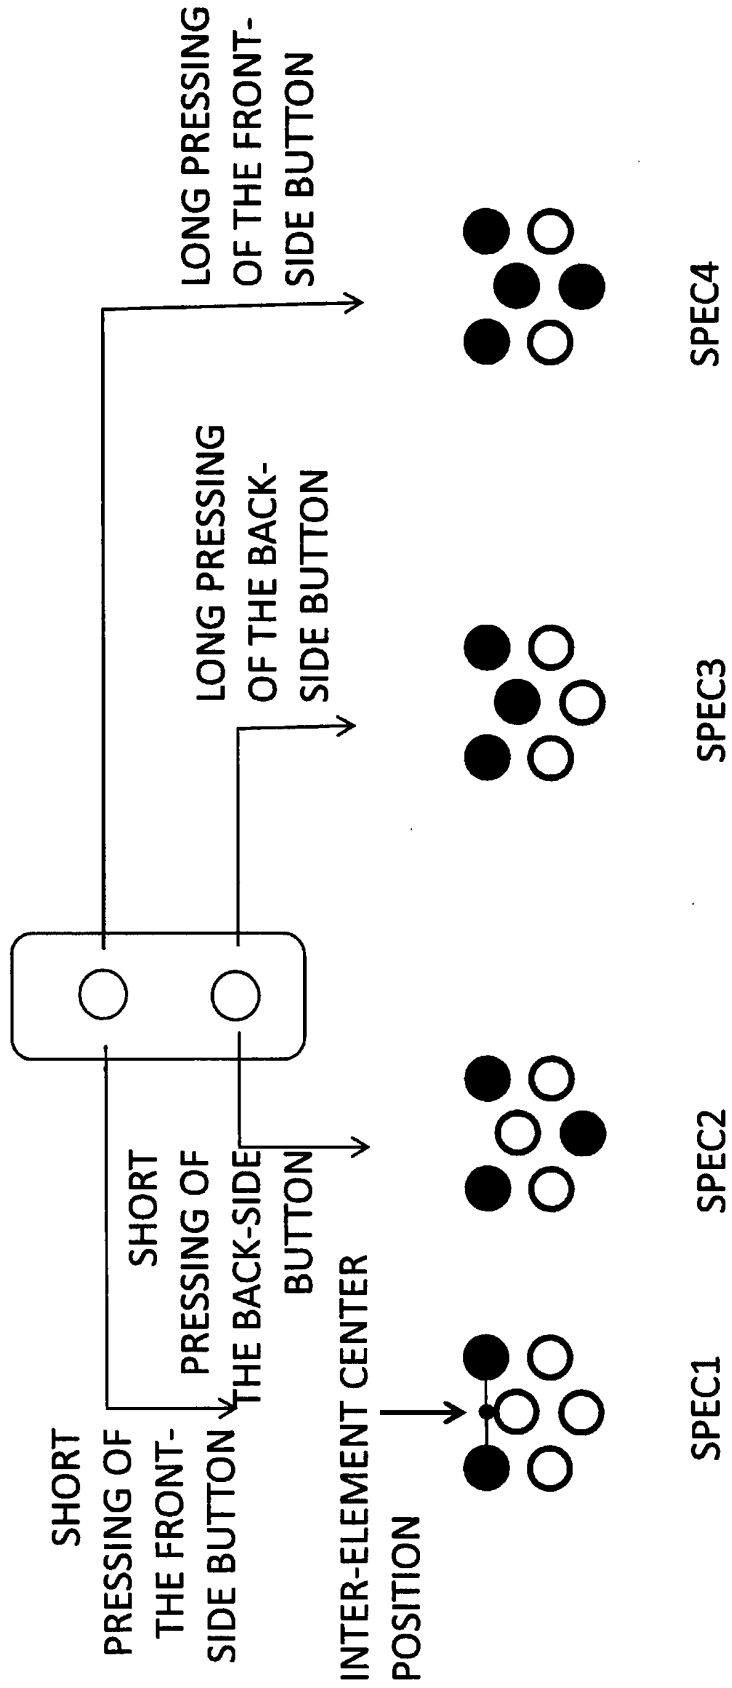 SHORT
PRESSING OF
THE FRONT-
SIDE BUTTON
SHORT
PRESSING OF
THE BACK-SIDE
BUTTON
LONG PRESSING
OF THE BACK-
SIDE BUTTON
LONG PRESSING
OF THE FRONT-
SIDE BUTTON
INTER-ELEMENT CENTER
POSITION
SPEC1
SPEC2
SPEC3
SPEC4